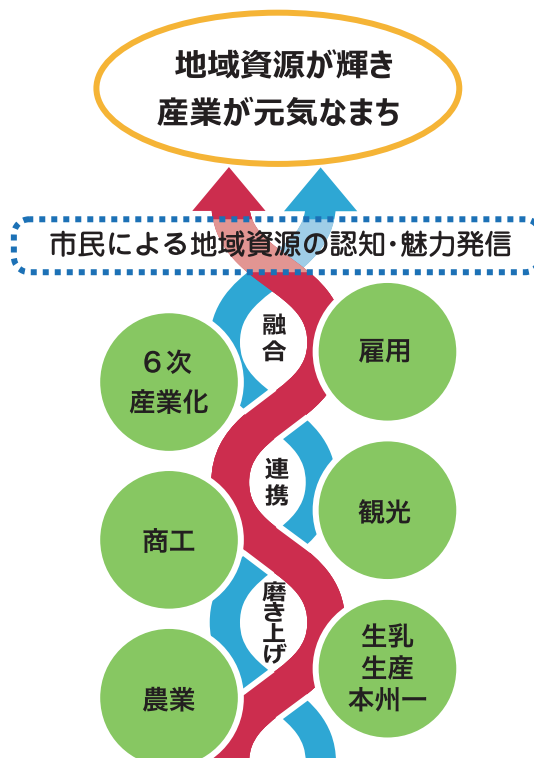 地域資源が輝き
産業が元気なまち
市民による地域資源の認知・魅力発信
融合
雇用
6次
産業化
連携
観光
商工
磨き上げ
生乳
生産
本州一
農業